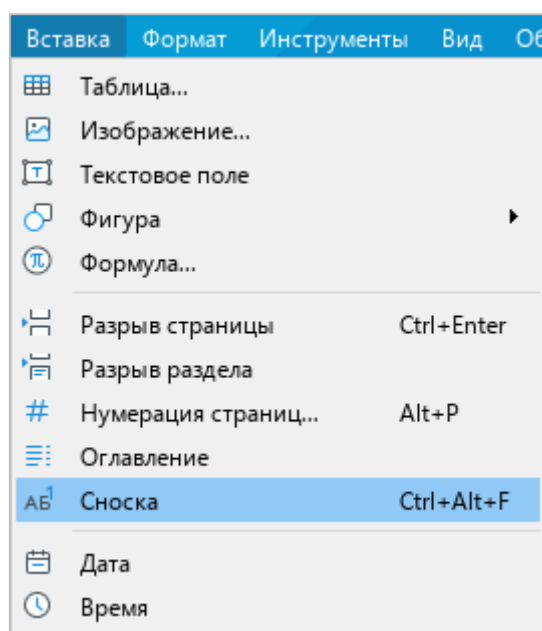 Вставка Формат Инструменты Вид Об
Таблица...
Изображение...
Текстовое поле
Фигура
Формула...
Разрыв страницы Ctrl+Enter
Разрыв раздела
Нумерация страниц... Alt+P
Оглавление
Сноска Ctrl+Alt+F
Дата
Время